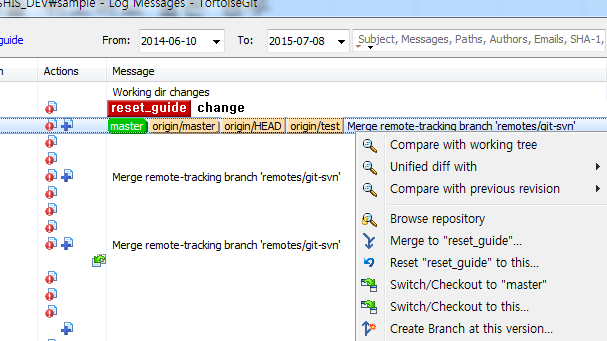 SHIS_DEV₩sample - Log Messages - TortoiseGit
guide From: 2014-06-10 To: 2015-07-08 Subject, Messages, Paths, Authors, Emails, SHA-1,
Actions Message
Working dir changes
reset_guide change
master origin/master origin/HEAD origin/test Merge remote-tracking branch 'remotes/git-svn'
Compare with working tree
Unified diff with
Merge remote-tracking branch 'remotes/git-svn' Compare with previous revision
Browse repository
Merge to "reset_guide"...
Merge remote-tracking branch 'remotes/git-svn'
Reset "reset_guide" to this...
Switch/Checkout to "master"
Switch/Checkout to this...
Create Branch at this version...